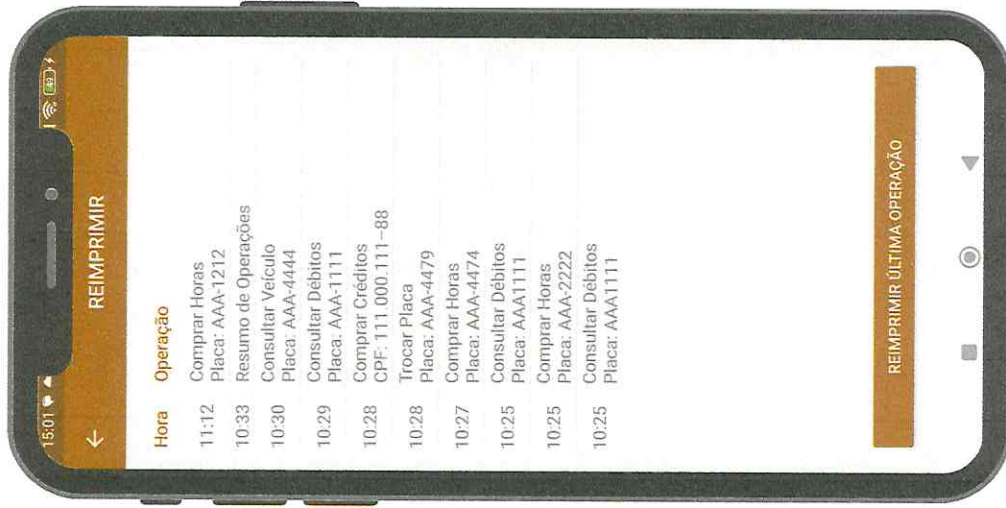 15:01
REIMPRIMIR
Hora Operação
11:12 Comprar Horas
Placa: AAA-1212
10:33 Resumo de Operações
10:30 Consultar Veículo
Placa: AAA-4444
10:29 Consultar Débitos
Placa: AAA-1111
10:28 Comprar Créditos
CPF: 111.000.111-88
10:28 Trocar Placa
Placa: AAA-4479
10:27 Comprar Horas
Placa: AAA-4474
10:25 Consultar Débitos
Placa: AAA1111
10:25 Comprar Horas
Placa: AAA-2222
10:25 Consultar Débitos
Placa: AAA1111
REIMPRIMIR ÚLTIMA OPERAÇÃO